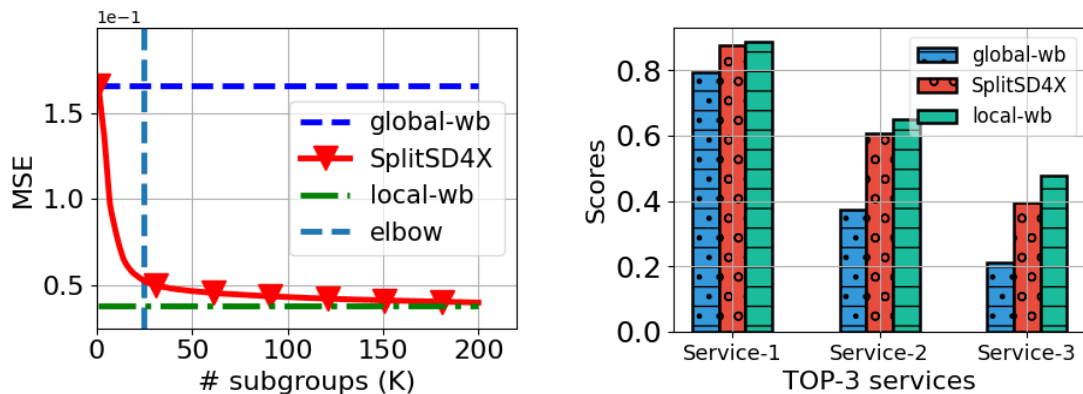 1e−1
MSE
1.5
1.0
0.5
0
50
100
150
200
# subgroups (K)
global-wb
SplitSD4X
local-wb
elbow
Scores
0.8
0.6
0.4
0.2
0.0
Service-1
Service-2
Service-3
TOP-3 services
global-wb
SplitSD4X
local-wb